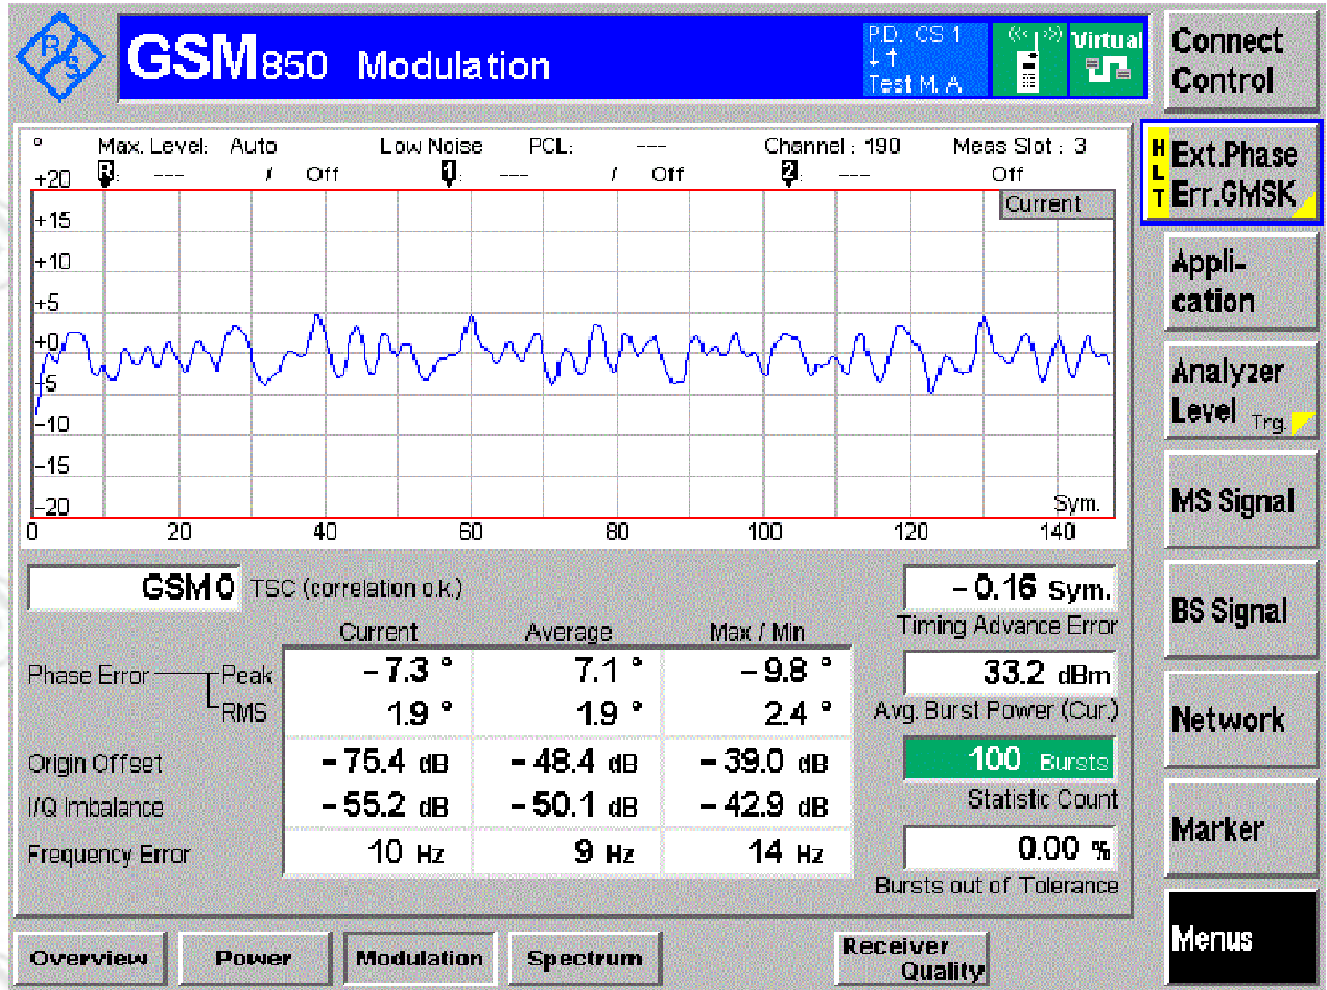 R&S
GSM850 Modulation
P.D. CS 1
Test M. A.
Virtual
Connect
Control
° Max. Level: Auto Low Noise PCL: --- Channel : 190 Meas Slot : 3
R: --- / Off 1: --- / Off 2: --- Off
Current
+20
+15
+10
+5
+0
-5
-10
-15
-20
Sym.
0 20 40 60 80 100 120 140
GSM 0 TSC (correlation o.k.)
Current Average Max / Min
Phase Error Peak – 7.3 ° 7.1 ° – 9.8 °
RMS 1.9 ° 1.9 ° 2.4 °
Origin Offset – 75.4 dB – 48.4 dB – 39.0 dB
I/Q Imbalance – 55.2 dB – 50.1 dB – 42.9 dB
Frequency Error 10 Hz 9 Hz 14 Hz
– 0.16 Sym.
Timing Advance Error
33.2 dBm
Avg. Burst Power (Cur.)
100 Bursts
Statistic Count
0.00 %
Bursts out of Tolerance
HLT
Ext.Phase
Err.GMSK
Appli-
cation
Analyzer
Level Trg.
MS Signal
BS Signal
Network
Marker
Menus
Overview Power Modulation Spectrum Receiver
Quality